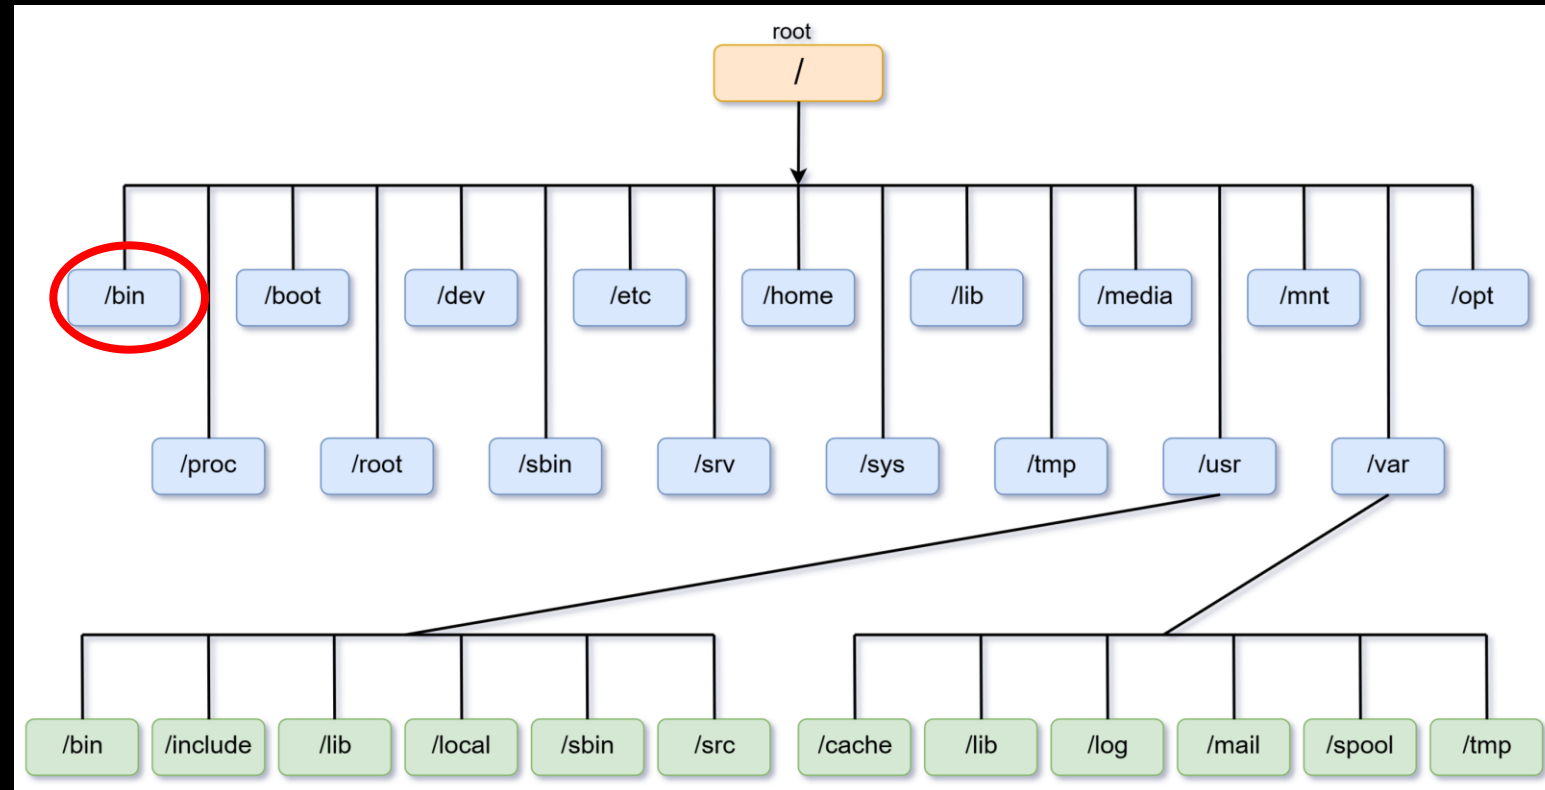 root
/
/bin
/boot
/dev
/etc
/home
/lib
/media
/mnt
/opt
/proc
/root
/sbin
/srv
/sys
/tmp
/usr
/var
/bin
/include
/lib
/local
/sbin
/src
/cache
/lib
/log
/mail
/spool
/tmp